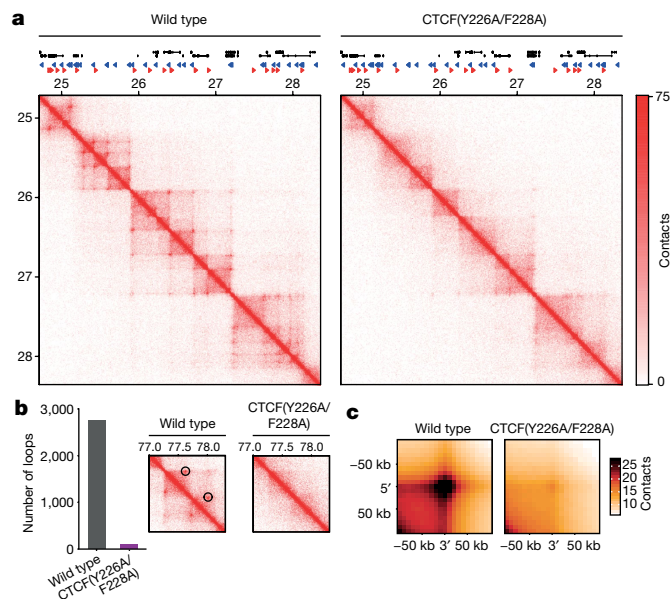 a
Wild type
CTCF(Y226A/F228A)
25 26 27 28
25 26 27 28
25
26
27
28
75
Contacts
0
b
3,000
2,000
1,000
0
Number of loops
Wild type
CTCF(Y226A/
F228A)
Wild type
77.0 77.6 78.0
CTCF(Y226A/
F228A)
77.0 77.5 78.0
c
Wild type
CTCF(Y226A/F228A)
–50 kb
5′
50 kb
–50 kb 3′ 50 kb
–50 kb 3′ 50 kb
25
20
15
10
Contacts